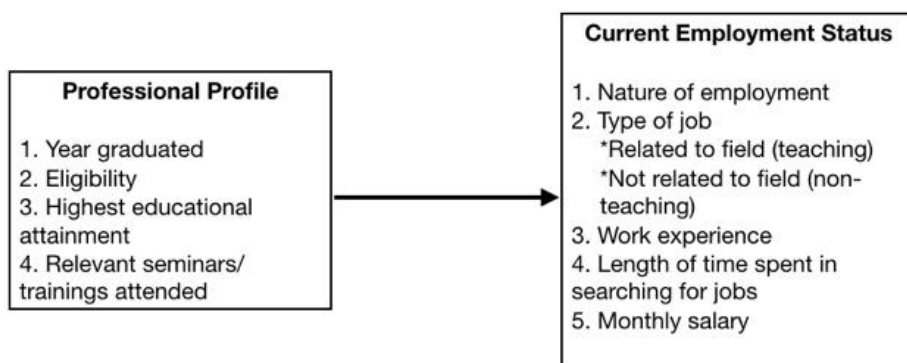 Professional Profile
1. Year graduated
2. Eligibility
3. Highest educational
attainment
4. Relevant seminars/
trainings attended
Current Employment Status
1. Nature of employment
2. Type of job
*Related to field (teaching)
*Not related to field (non-
teaching)
3. Work experience
4. Length of time spent in
searching for jobs
5. Monthly salary